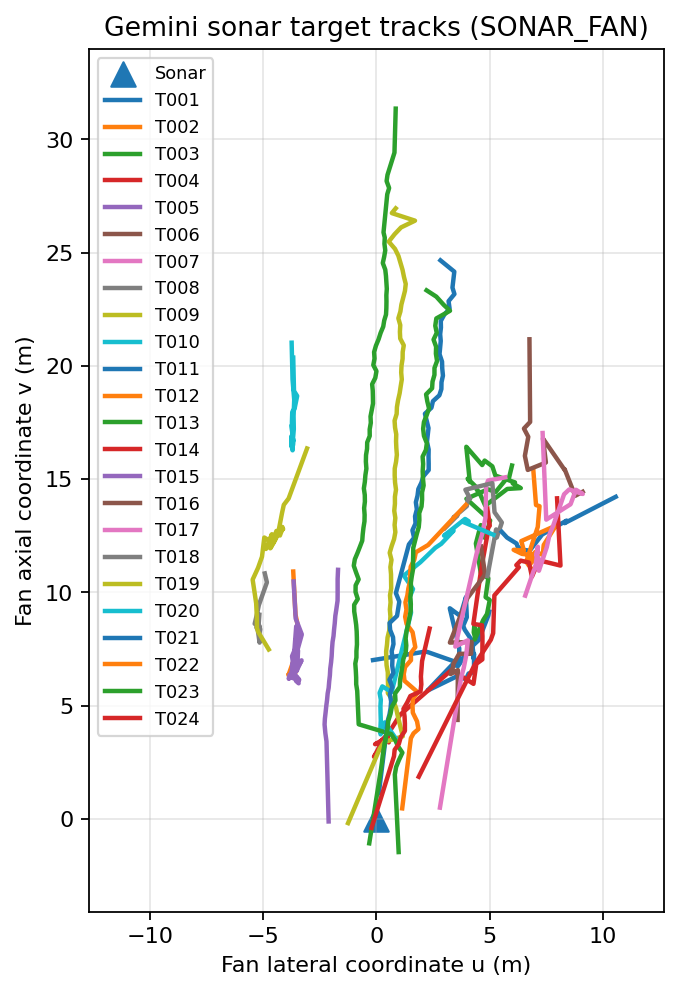 Gemini sonar target tracks (SONAR_FAN)
Sonar
T001
T002
T003
T004
T005
T006
T007
T008
T009
T010
T011
T012
T013
T014
T015
T016
T017
T018
T019
T020
T021
T022
T023
T024
30
25
20
15
10
5
0
Fan axial coordinate v (m)
−10
−5
0
5
10
Fan lateral coordinate u (m)